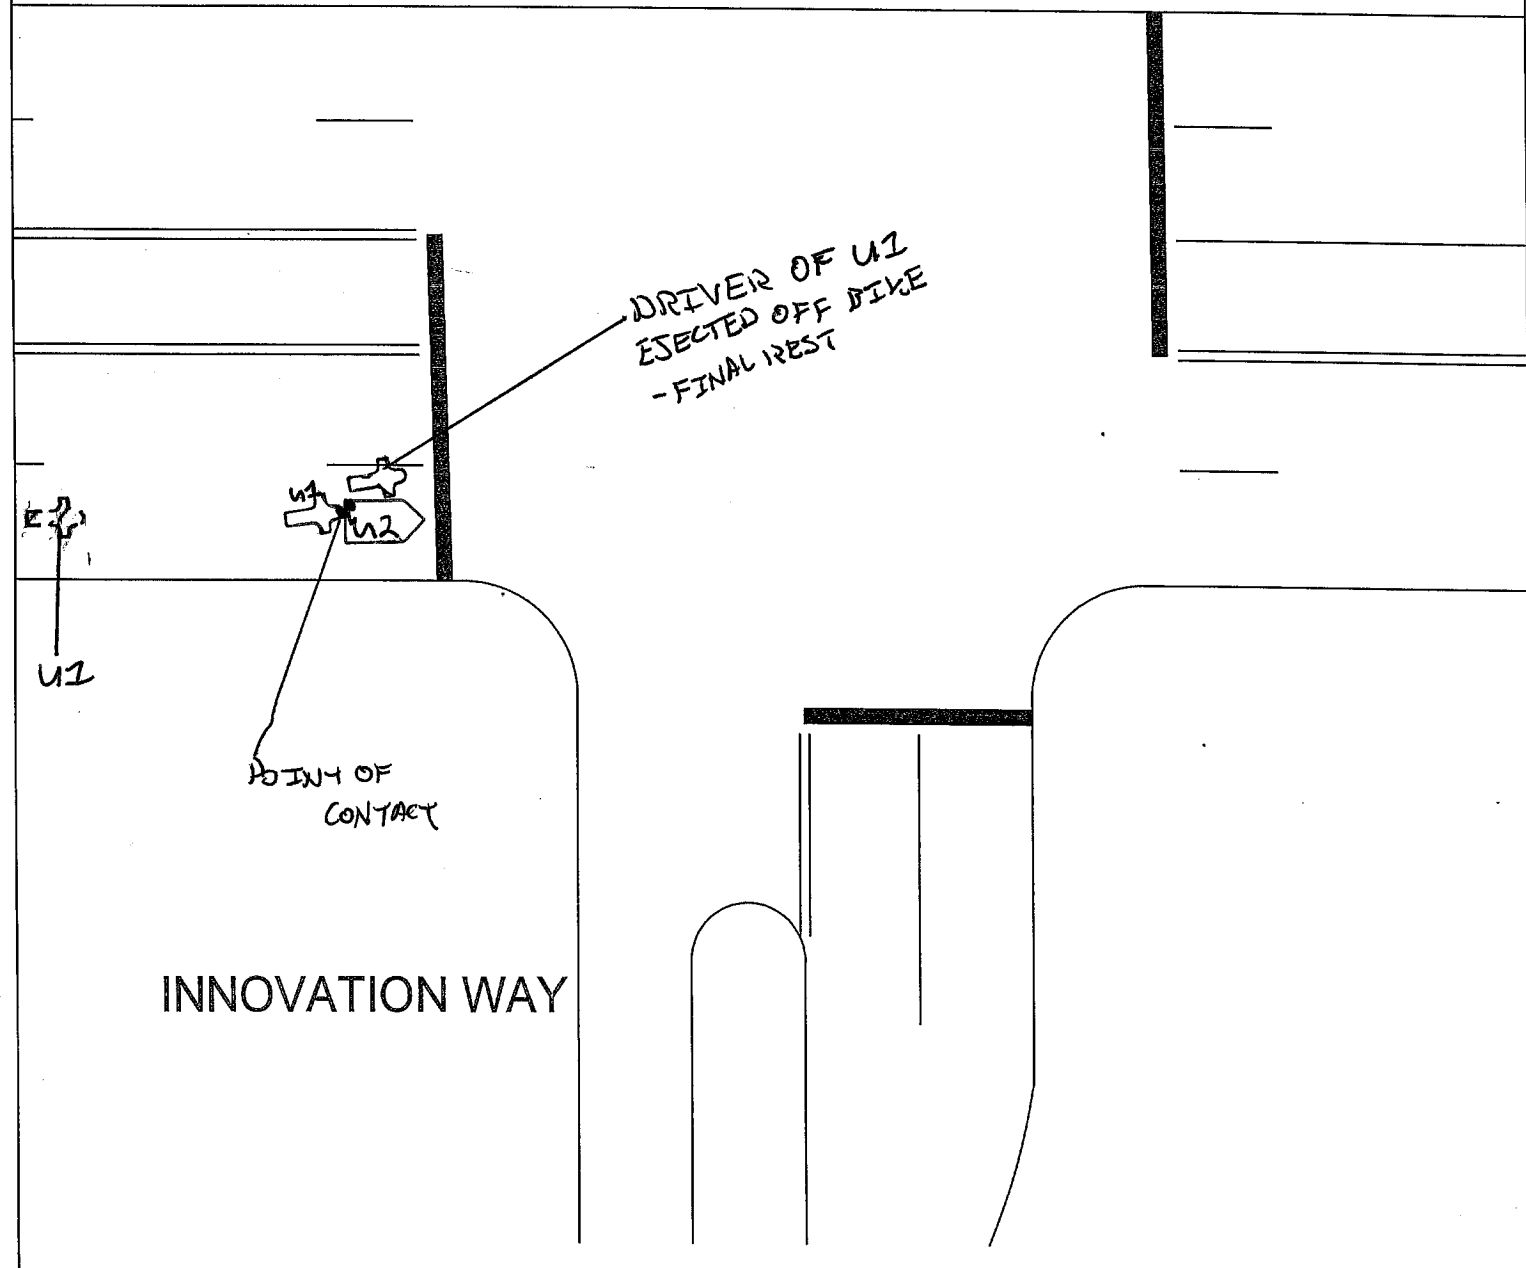 DRIVER OF U1
EJECTED OFF BIKE
- FINAL REST
U1
U2
U1
POINT OF
CONTACT
INNOVATION WAY